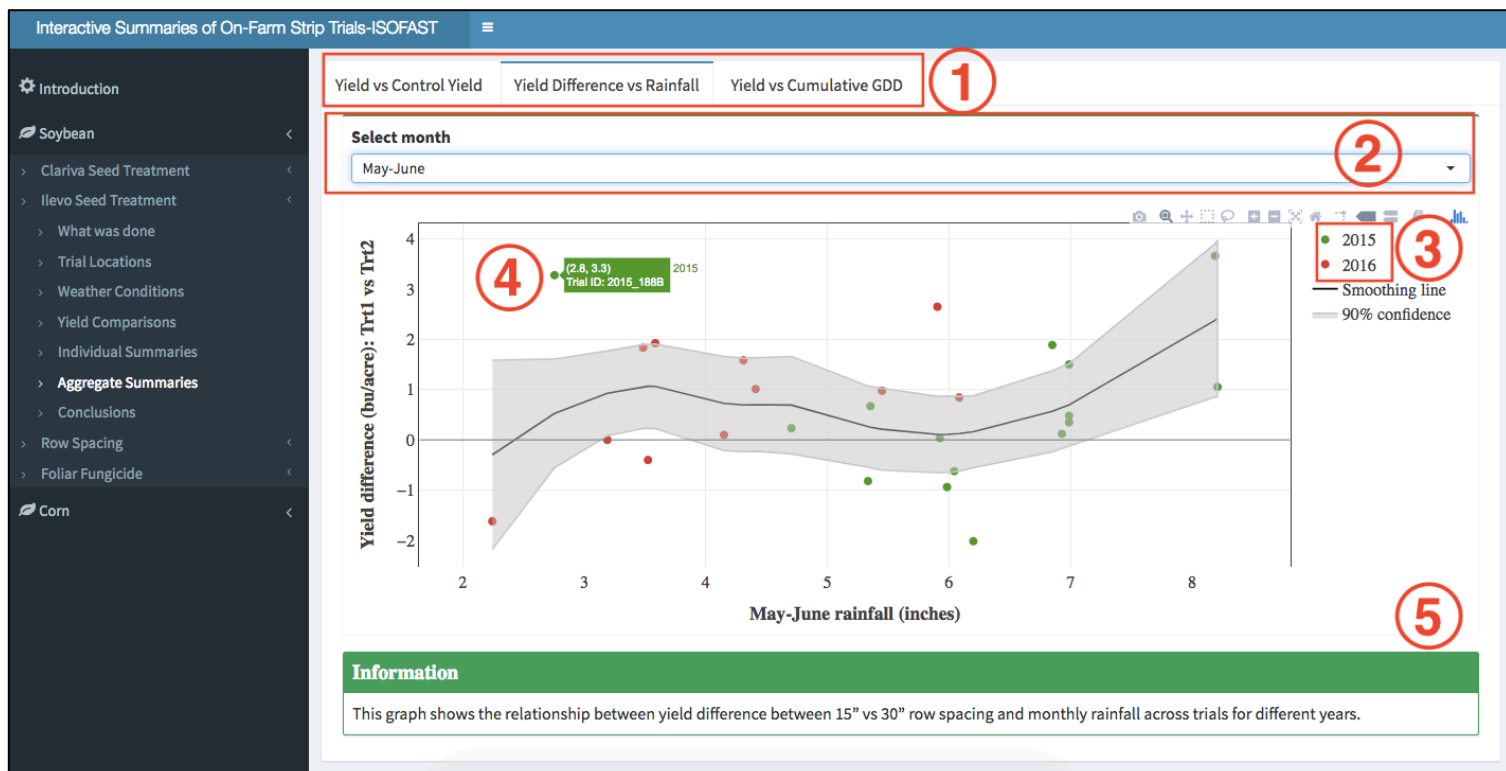 Interactive Summaries of On-Farm Strip Trials-ISOFAST
Introduction
Soybean
Clariva Seed Treatment
Ilevo Seed Treatment
What was done
Trial Locations
Weather Conditions
Yield Comparisons
Individual Summaries
Aggregate Summaries
Conclusions
Row Spacing
Foliar Fungicide
Corn
Yield vs Control Yield Yield Difference vs Rainfall Yield vs Cumulative GDD
1
Select month
May-June
2
2015
2016
Smoothing line
90% confidence
3
4
(2.8, 3.3) 2015
Trial ID: 2015_188B
Yield difference (bu/acre): Trt1 vs Trt2
4
3
2
1
0
−1
−2
2 3 4 5 6 7 8
May-June rainfall (inches)
5
Information
This graph shows the relationship between yield difference between 15” vs 30” row spacing and monthly rainfall across trials for different years.